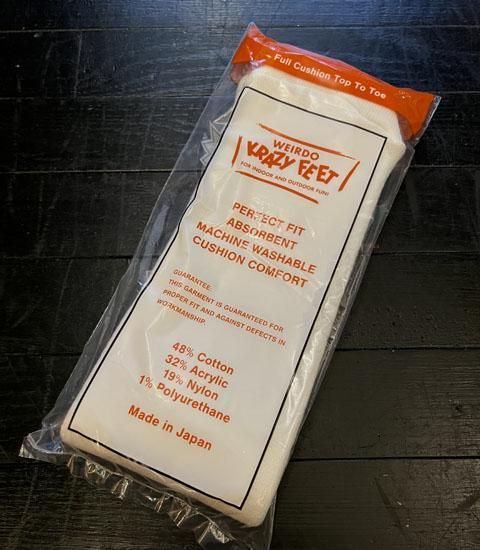 Full Cushion Top To Toe
WEIRDO
KRAZY FEET
FOR INDOOR AND OUTDOOR FUN!
PERFECT FIT
ABSORBENT
MACHINE WASHABLE
CUSHION COMFORT
GUARANTEE:
THIS GARMENT IS GUARANTEED FOR
PROPER FIT AND AGAINST DEFECTS IN
WORKMANSHIP.
48% Cotton
32% Acrylic
19% Nylon
1% Polyurethane
Made in Japan